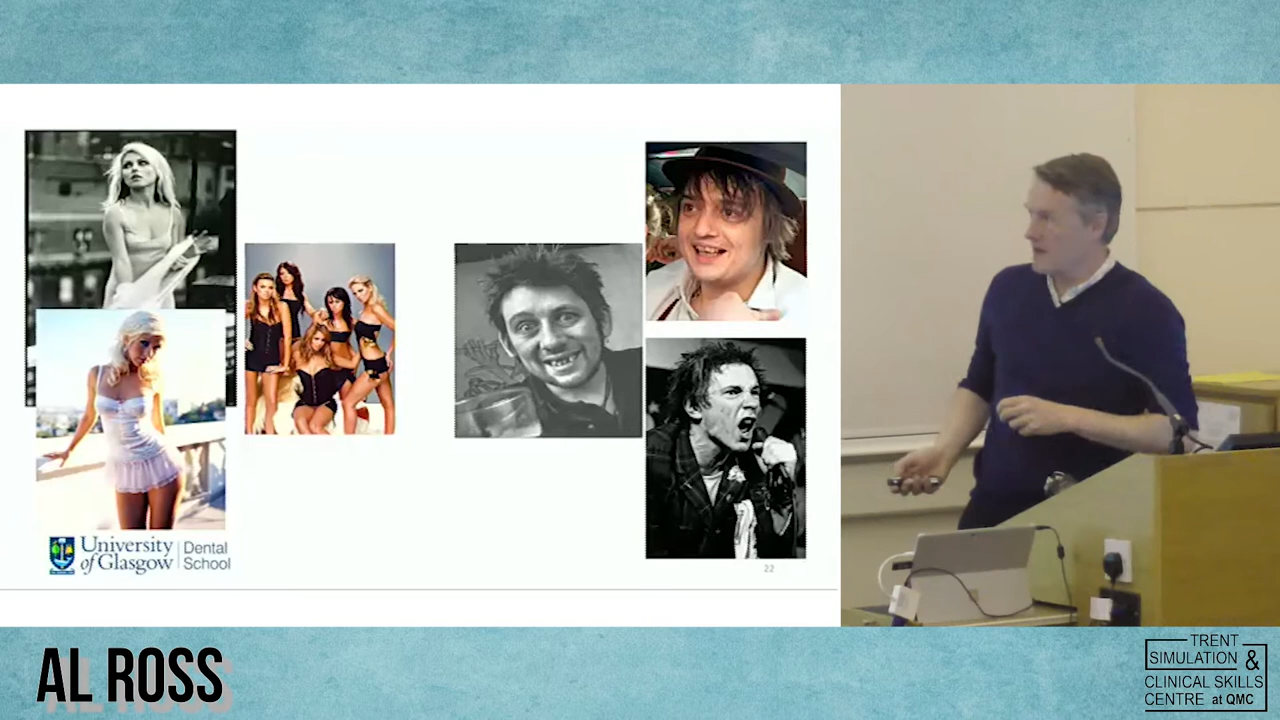 University
of Glasgow
Dental
School
22
AL ROSS
TRENT
SIMULATION &
CLINICAL SKILLS
CENTRE at QMC